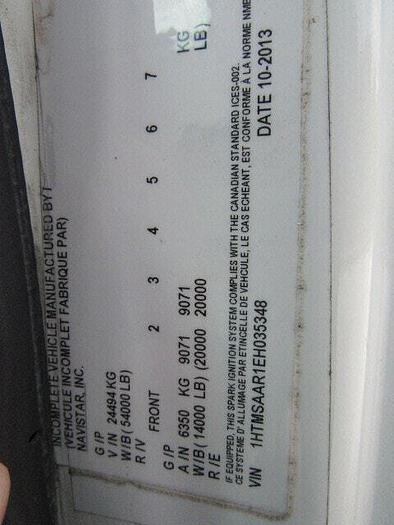 INCOMPLETE VEHICLE MANUFACTURED BY /
(VEHICULE INCOMPLET FABRIQUE PAR)
NAVISTAR, INC.
G / P
V / N 24494 KG
W/B ( 54000 LB)
R / V FRONT 2 3 4 5 6 7
G / P
A / N 6350 KG 9071 9071 KG
W/B ( 14000 LB) (20000 20000 LB)
R / E
IF EQUIPPED, THIS SPARK IGNITION SYSTEM COMPLIES WITH THE CANADIAN STANDARD ICES-002.
CE SYSTEME D'ALLUMAGE PAR ETINCELLE DE VEHICULE, LE CAS ECHEANT, EST CONFORME À LA NORME NMB
VIN 1HTMSAAR1EH035348 DATE 10-2013